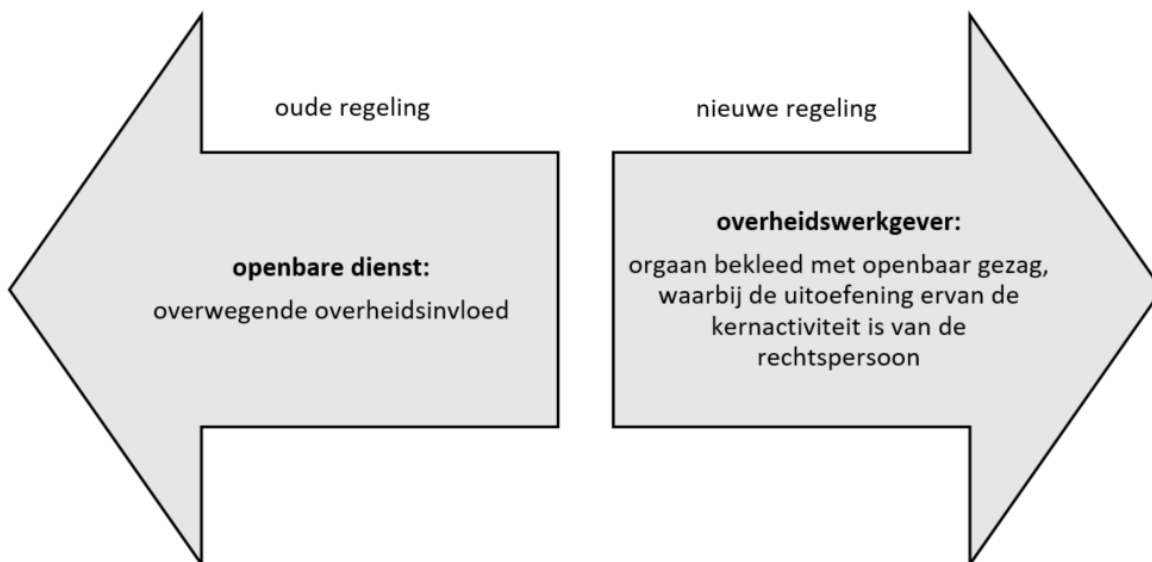 oude regeling
openbare dienst:
overwegende overheidsinvloed
nieuwe regeling
overheidswerkgever:
orgaan bekleed met openbaar gezag,
waarbij de uitoefening ervan de
kernactiviteit is van de
rechtspersoon